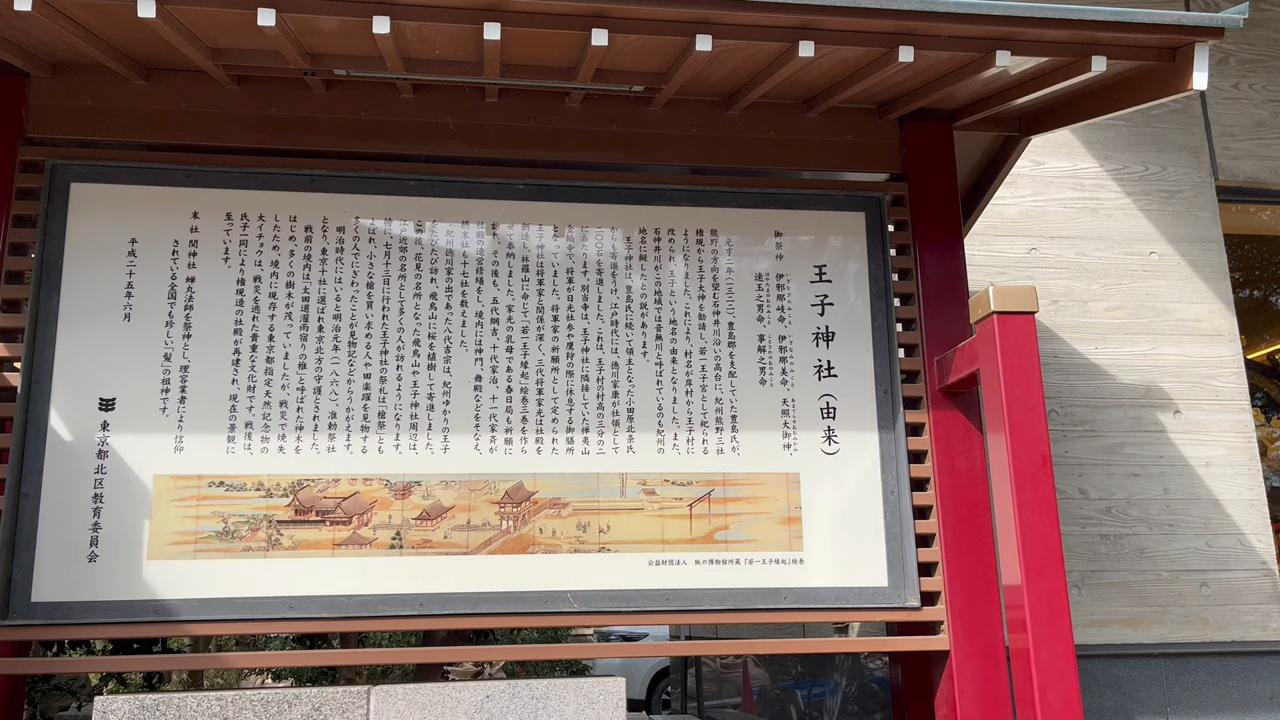 王子神社(由来)
御祭神 伊邪那岐命、伊邪那美命、天照大御神、
速玉之男命、事解之男命
元亨二年(一三二二)、豊島郡を支配していた豊島氏が、
熊野の方向を望む石神井川沿いの高台に、紀州熊野三社
権現から王子大神を勧請し、若一王子宮として祀られる
ようになりました。これにより、村名が岸村から王子村に
改められ、王子という地名の由来となりました。また、
石神井川がこの地域では音無川と呼ばれているのも紀州の
地名に擬したとの説があります。
王子神社は、豊島氏に続いて領主となった小田原北条氏
からも寄進をうけ、江戸時代には、徳川家康が社領として
二〇〇石を寄進しました。これは、王子村の村高の三分の二
にあたります。別当寺は、王子神社に隣接していた禅夷山
金輪寺で、将軍が日光社参や鷹狩の際に休息する御膳所
となっていました。将軍家の祈願所として定められた
王子神社は将軍家と関係が深く、三代将軍家光は社殿を
新造し、林羅山に命じて「若一王子縁起」絵巻三巻を作ら
せて奉納しました。家光の乳母である春日局も祈願に
訪れ、その後も、五代綱吉、十代家治、十一代家斉が
社殿の造営修繕をし、境内には神門、舞殿などをそなえ、
摂末社も十七社を数えました。
紀州徳川家の出であった八代吉宗は、紀州ゆかりの王子
をたびたび訪れ、飛鳥山に桜を植樹して寄進しました。
この後、花見の名所となった飛鳥山や王子神社周辺は、
江戸近郊の名所として多くの人が訪れるようになります。
特に、七月十三日に行われた王子神社の祭礼は「槍祭」とも
よばれ、小さな槍を買い求める人や田楽躍を見物する
多くの人でにぎわったことが見物記などからうかがえます。
明治時代にはいると、明治元年(一八六八)、准勅祭社
となり、東京十社に選ばれ東京北方の守護とされました。
戦前の境内は「太田道灌雨宿りの椎」と呼ばれた神木を
はじめ、多くの樹木が茂っていましたが、戦災で焼失
したため、境内に現存する東京都指定天然記念物の
大イチョウは、戦災を逃れた貴重な文化財です。戦後は、
氏子一同により権現造の社殿が再建され、現在の景観に
至っています。
末社 関神社 蝉丸法師を祭神とし、理容業者により信仰
されている全国でも珍しい「髪」の祖神です。
平成二十五年六月
東京都北区教育委員会
公益財団法人 紙の博物館所蔵『若一王子縁起』絵巻